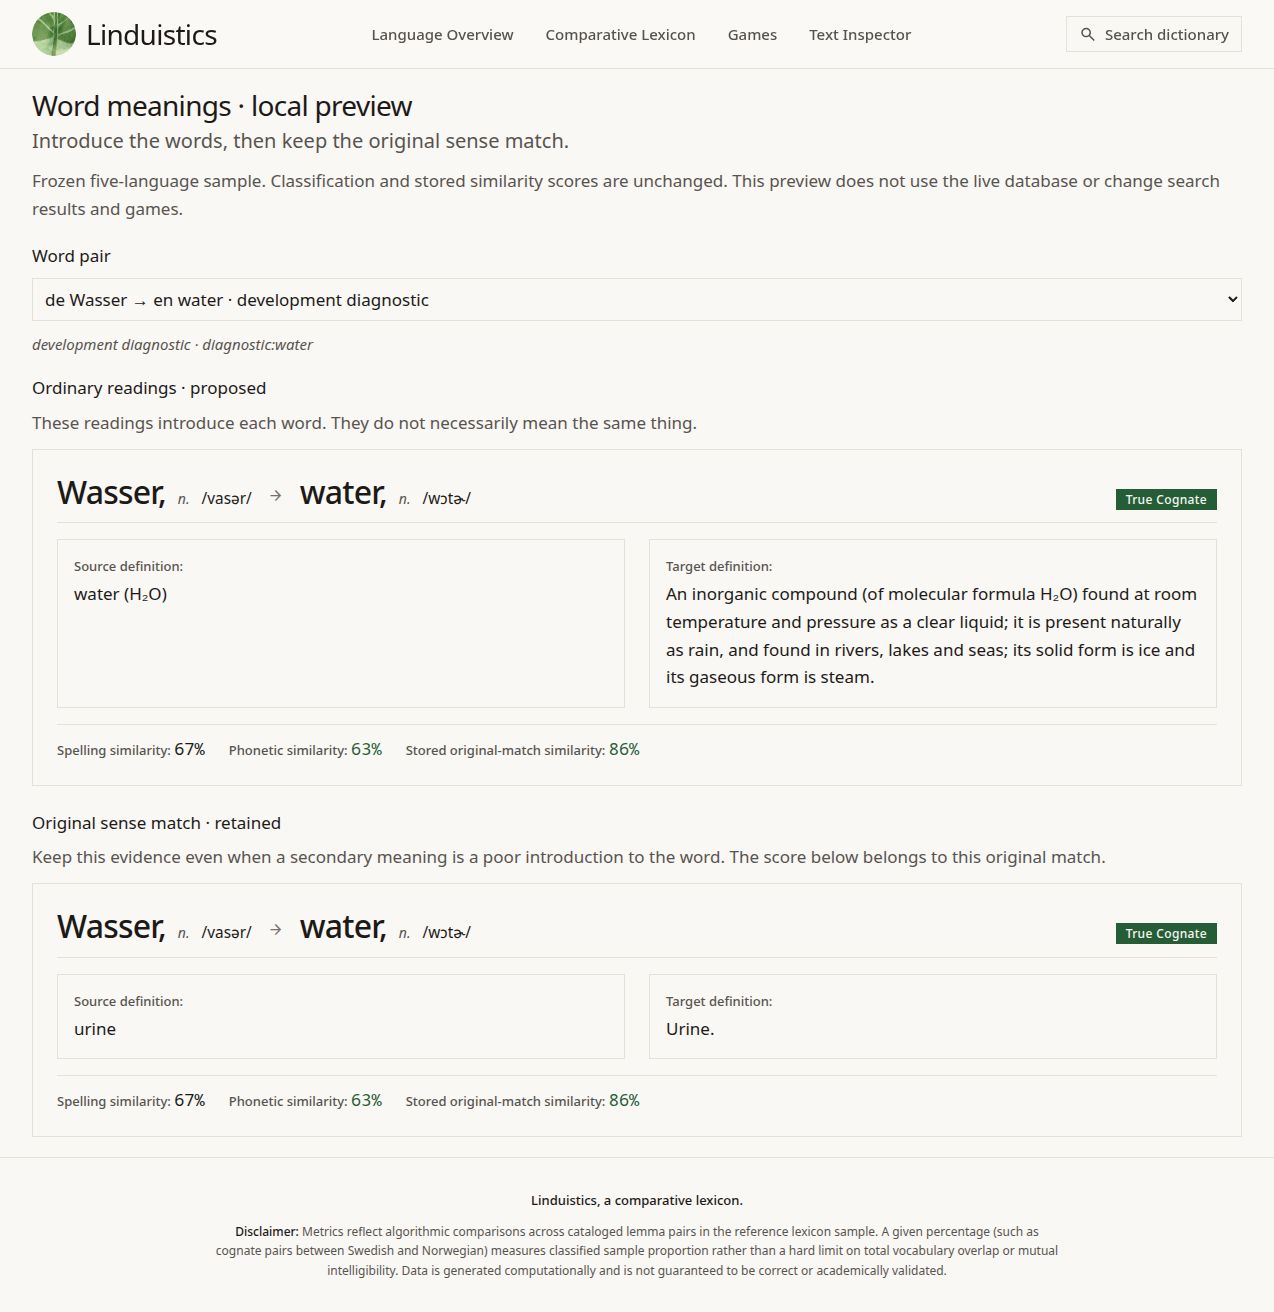 Linduistics
Language Overview
Comparative Lexicon
Games
Text Inspector
Search dictionary
Word meanings · local preview
Introduce the words, then keep the original sense match.
Frozen five-language sample. Classification and stored similarity scores are unchanged. This preview does not use the live database or change search
results and games.
Word pair
de Wasser → en water · development diagnostic
development diagnostic · diagnostic:water
Ordinary readings · proposed
These readings introduce each word. They do not necessarily mean the same thing.
Wasser, n. /vasər/ → water, n. /wɔtɚ/
True Cognate
Source definition:
water (H₂O)
Target definition:
An inorganic compound (of molecular formula H₂O) found at room
temperature and pressure as a clear liquid; it is present naturally
as rain, and found in rivers, lakes and seas; its solid form is ice and
its gaseous form is steam.
Spelling similarity: 67% Phonetic similarity: 63% Stored original-match similarity: 86%
Original sense match · retained
Keep this evidence even when a secondary meaning is a poor introduction to the word. The score below belongs to this original match.
Wasser, n. /vasər/ → water, n. /wɔtɚ/
True Cognate
Source definition:
urine
Target definition:
Urine.
Spelling similarity: 67% Phonetic similarity: 63% Stored original-match similarity: 86%
Linduistics, a comparative lexicon.
Disclaimer: Metrics reflect algorithmic comparisons across cataloged lemma pairs in the reference lexicon sample. A given percentage (such as
cognate pairs between Swedish and Norwegian) measures classified sample proportion rather than a hard limit on total vocabulary overlap or mutual
intelligibility. Data is generated computationally and is not guaranteed to be correct or academically validated.